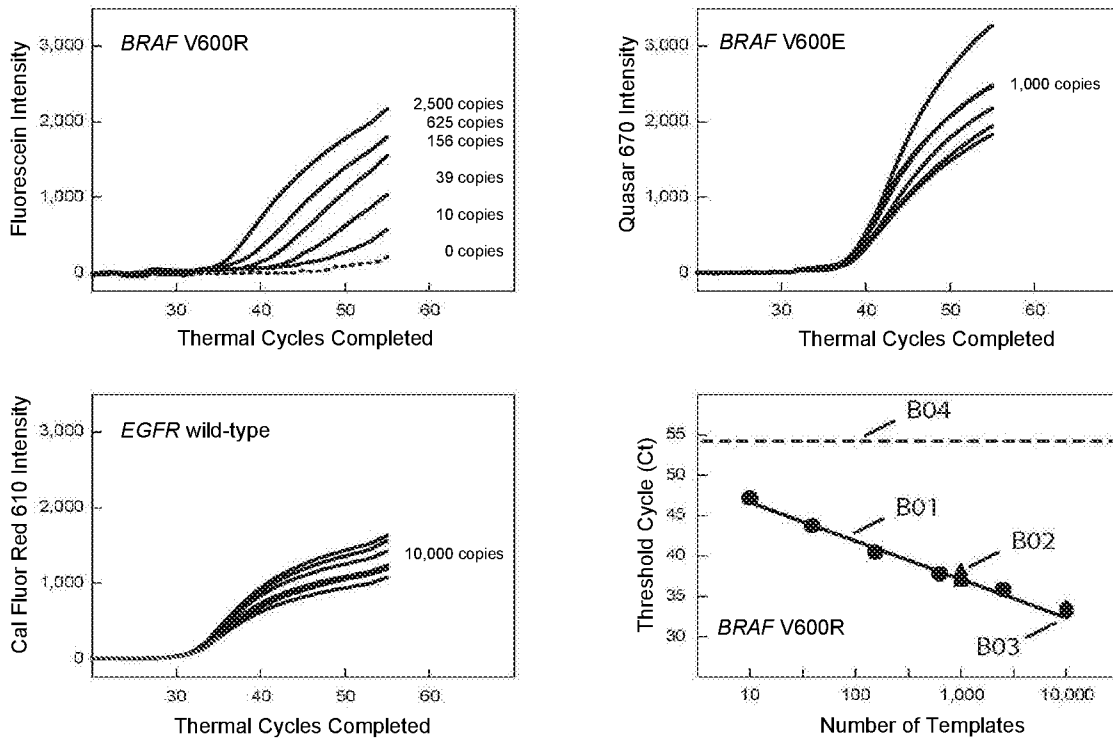 BRAF V600R
Fluorescein Intensity
3,000
2,000
1,000
0
2,500 copies
625 copies
156 copies
39 copies
10 copies
0 copies
30
40
50
60
Thermal Cycles Completed
BRAF V600E
Quasar 670 Intensity
3,000
2,000
1,000
0
1,000 copies
30
40
50
60
Thermal Cycles Completed
EGFR wild-type
Cal Fluor Red 610 Intensity
3,000
2,000
1,000
0
10,000 copies
30
40
50
60
Thermal Cycles Completed
B04
Threshold Cycle (Ct)
55
50
45
40
35
30
B01
B02
B03
BRAF V600R
10
100
1,000
10,000
Number of Templates